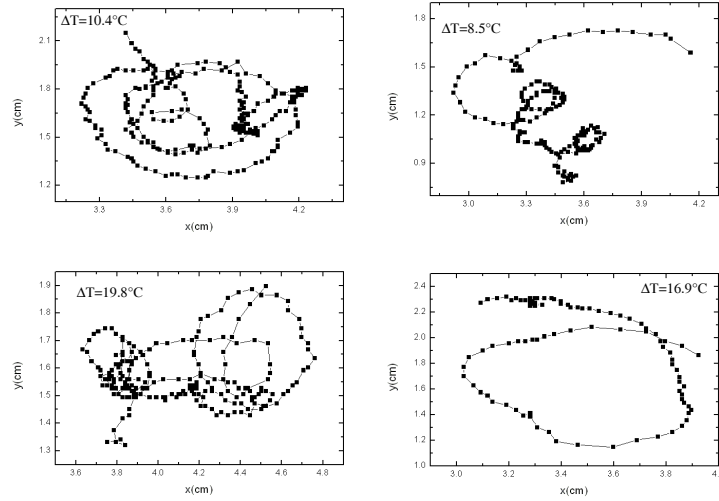 ΔT=10.4°C
2.1
1.8
1.5
1.2
y(cm)
3.3 3.6 3.9 4.2
x(cm)
ΔT=8.5°C
1.8
1.5
1.2
0.9
y(cm)
3.0 3.3 3.6 3.9 4.2
x(cm)
ΔT=19.8°C
1.9
1.8
1.7
1.6
1.5
1.4
1.3
y(cm)
3.6 3.8 4.0 4.2 4.4 4.6 4.8
x(cm)
ΔT=16.9°C
2.4
2.2
2.0
1.8
1.6
1.4
1.2
1.0
y(cm)
3.0 3.2 3.4 3.6 3.8
x(cm)